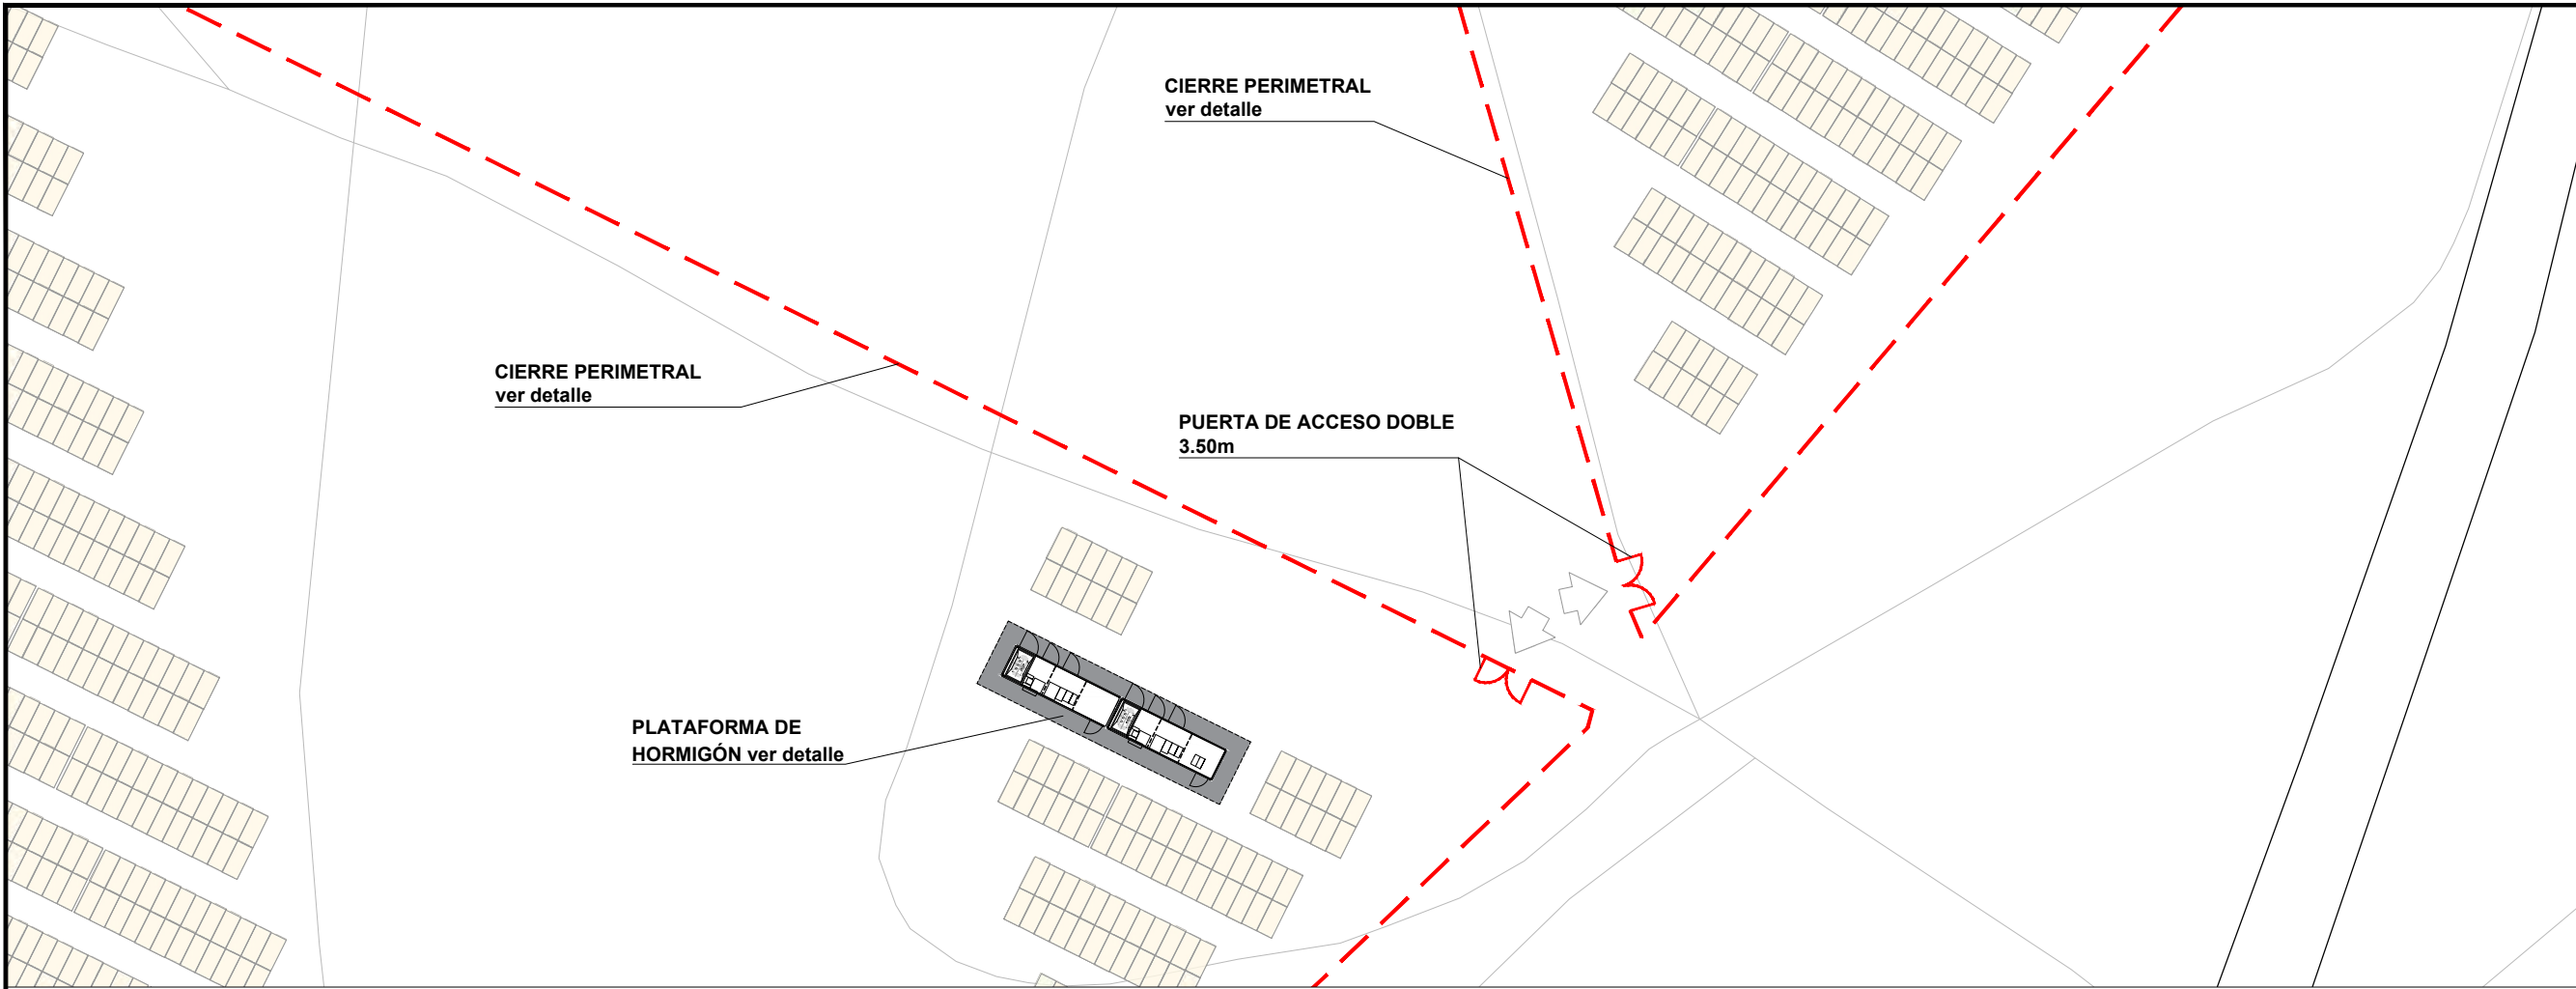 CIERRE PERIMETRAL
ver detalle
CIERRE PERIMETRAL
ver detalle
PUERTA DE ACCESO DOBLE
3.50m
PLATAFORMA DE
HORMIGÓN ver detalle